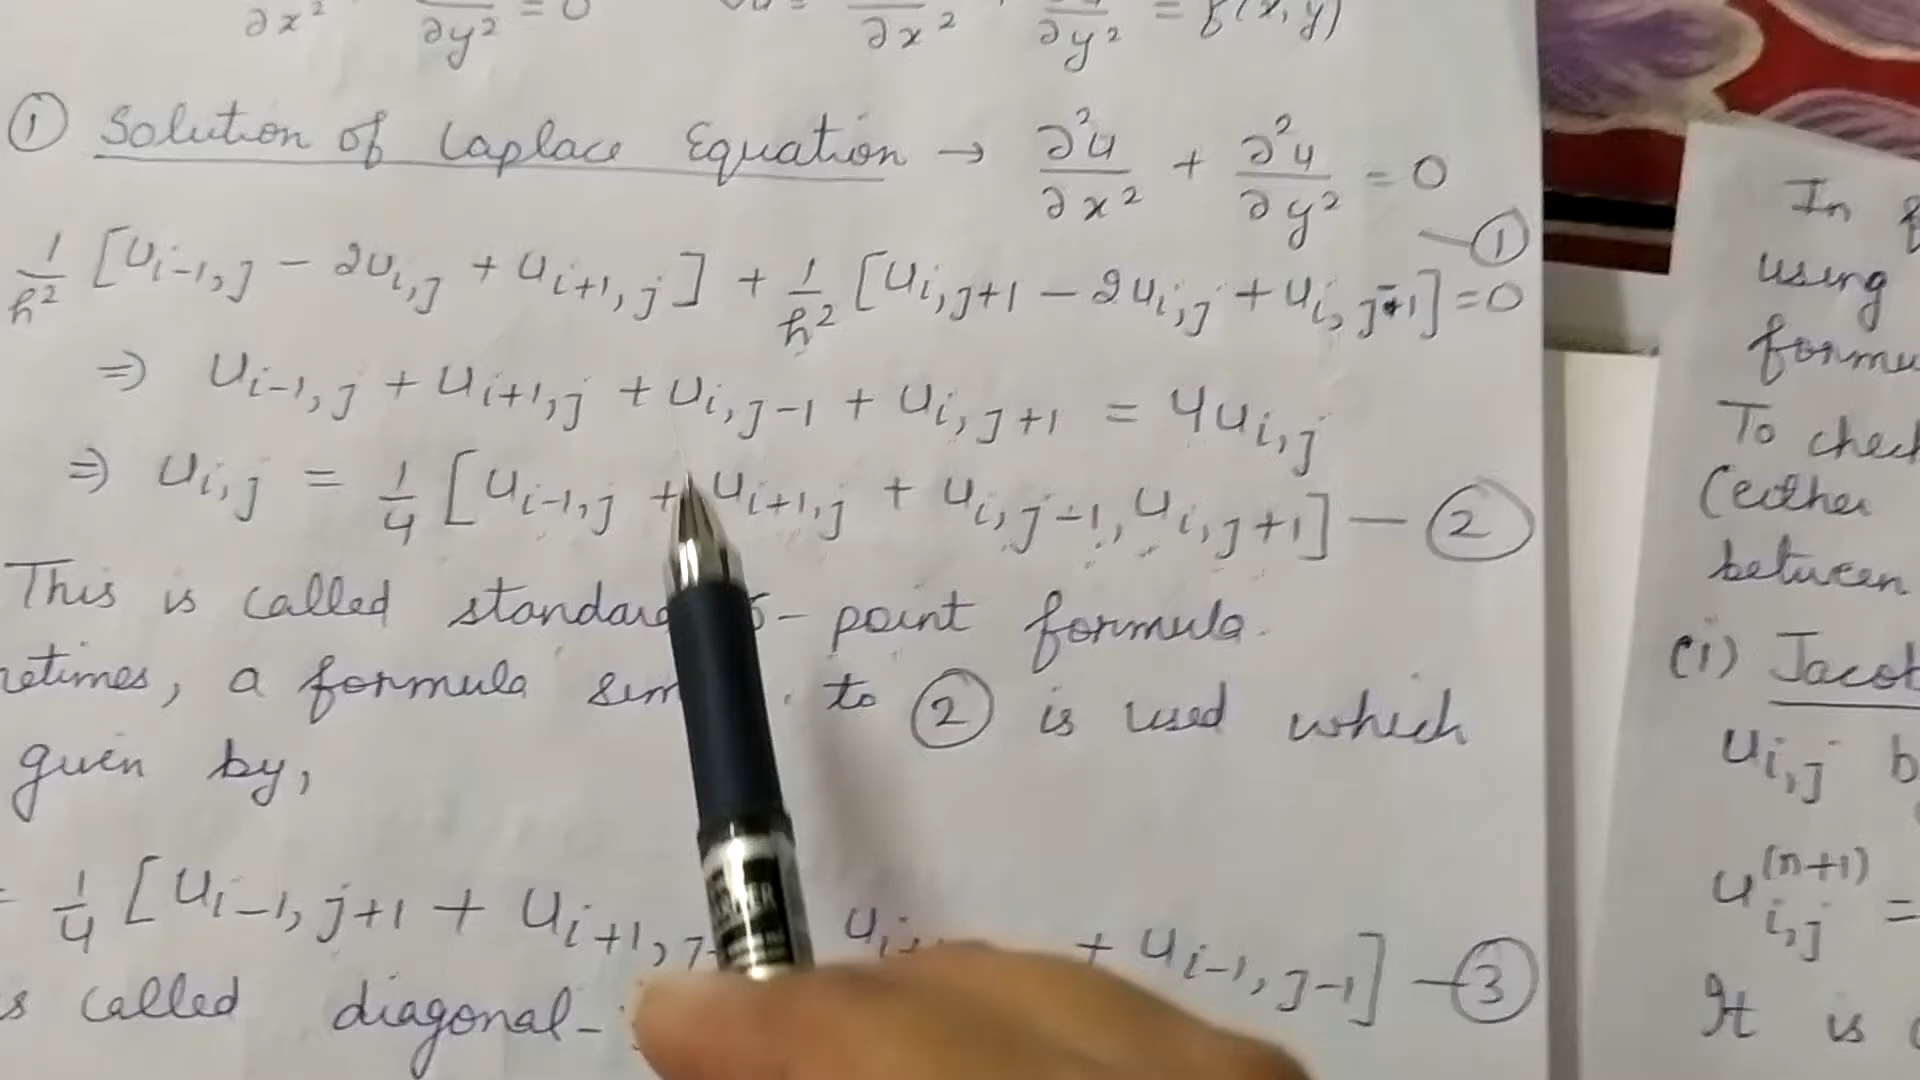 ∂x² ∂y² = 0 ∂x² ∂y² = f(x, y)
① Solution of Laplace Equation → ∂²u/∂x² + ∂²u/∂y² = 0 — ①
1/h² [u_{i-1,j} - 2u_{i,j} + u_{i+1,j}] + 1/h² [u_{i,j+1} - 2u_{i,j} + u_{i,j-1}] = 0
⇒ u_{i-1,j} + u_{i+1,j} + u_{i,j-1} + u_{i,j+1} = 4u_{i,j}
⇒ u_{i,j} = 1/4 [u_{i-1,j} + u_{i+1,j} + u_{i,j-1}, u_{i,j+1}] — ②
This is called standard 5-point formula.
a formula to ② is used which
given by,
1/4 [u_{i-1,j+1} + u_{i+1,j + u_{i-1,j-1}] — ③
called diagonal-
In
using
To
(either
between
(i)
u_{i,j}
u_{i,j}^{(n+1)} =
It is